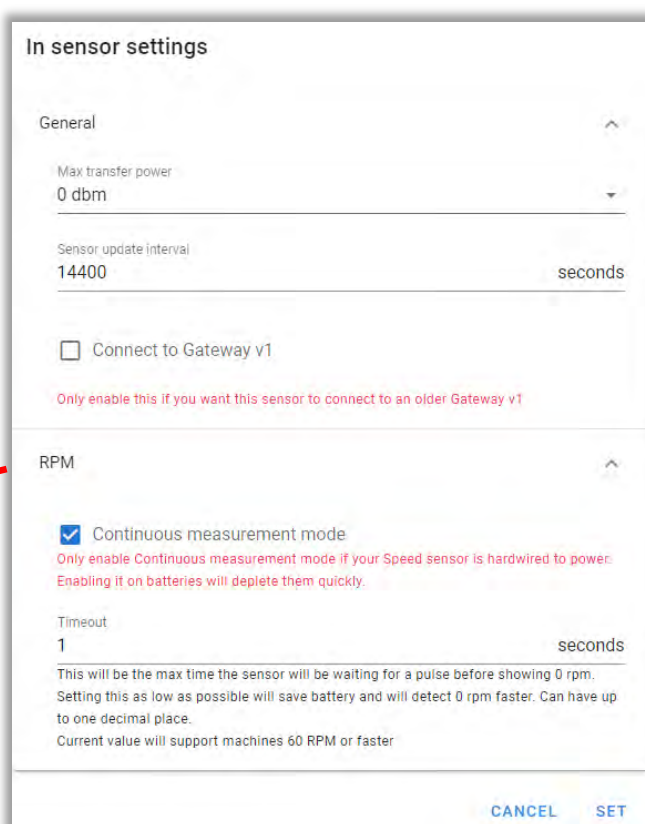 In sensor settings
General
Max transfer power
0 dbm
Sensor update interval
14400 seconds
Connect to Gateway v1
Only enable this if you want this sensor to connect to an older Gateway v1
RPM
Continuous measurement mode
Only enable Continuous measurement mode if your Speed sensor is hardwired to power.
Enabling it on batteries will deplete them quickly.
Timeout
1 seconds
This will be the max time the sensor will be waiting for a pulse before showing 0 rpm.
Setting this as low as possible will save battery and will detect 0 rpm faster. Can have up
to one decimal place.
Current value will support machines 60 RPM or faster
CANCEL SET